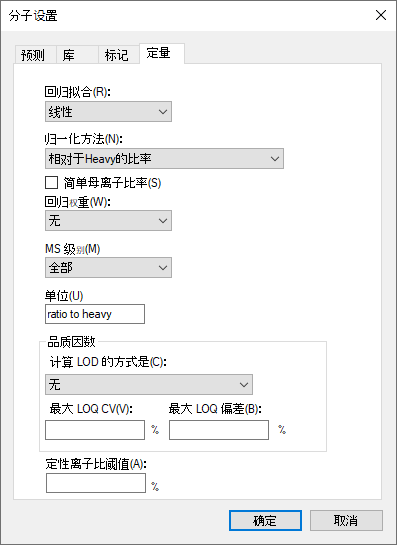 分子设置
预测 库 标记 定量
回归拟合(R):
线性
归一化方法(N):
相对于Heavy的比率
简单母离子比率(S)
回归权重(W):
无
MS 级别(M)
全部
单位(U)
ratio to heavy
品质因数
计算 LOD 的方式是(C):
无
最大 LOQ CV(V): 最大 LOQ 偏差(B):
% %
定性离子比阈值(A):
%
确定 取消